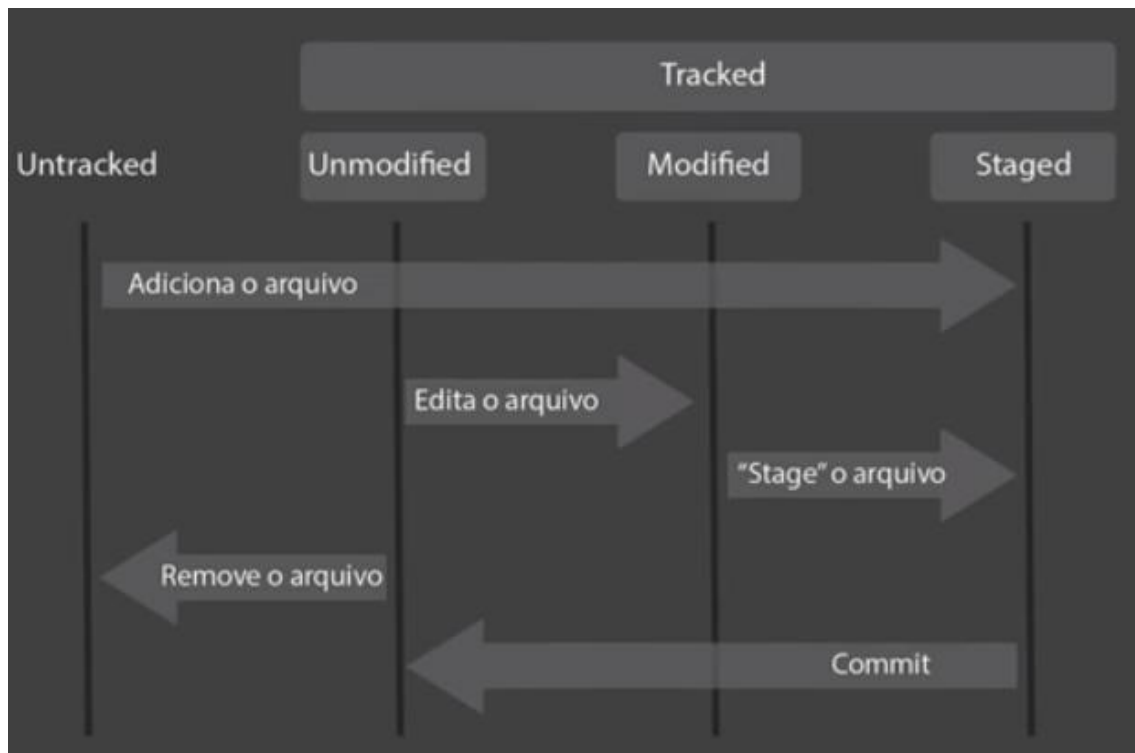 Tracked
Untracked
Unmodified
Modified
Staged
Adiciona o arquivo
Edita o arquivo
"Stage" o arquivo
Remove o arquivo
Commit